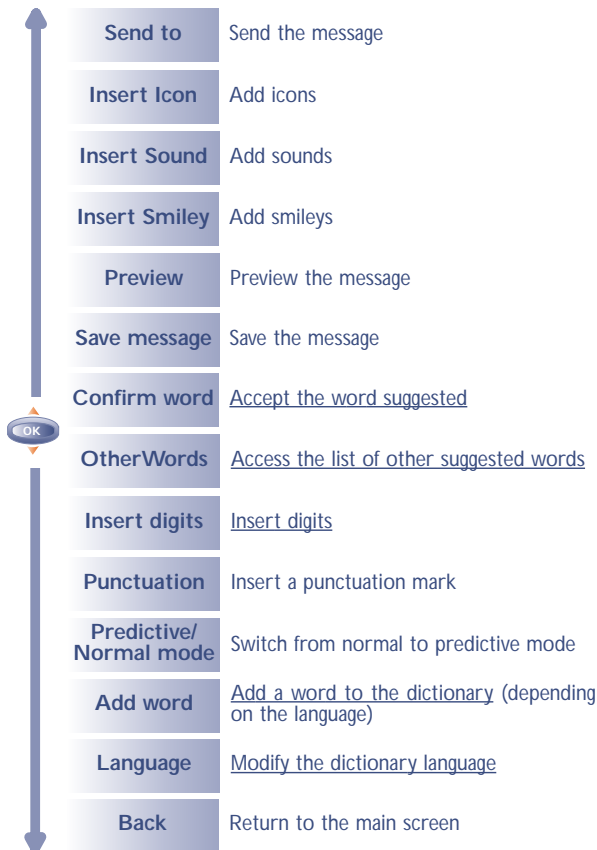 Send to Send the message
Insert Icon Add icons
Insert Sound Add sounds
Insert Smiley Add smileys
Preview Preview the message
Save message Save the message
Confirm word Accept the word suggested
OK
OtherWords Access the list of other suggested words
Insert digits Insert digits
Punctuation Insert a punctuation mark
Predictive/
Normal mode Switch from normal to predictive mode
Add word Add a word to the dictionary (depending
on the language)
Language Modify the dictionary language
Back Return to the main screen